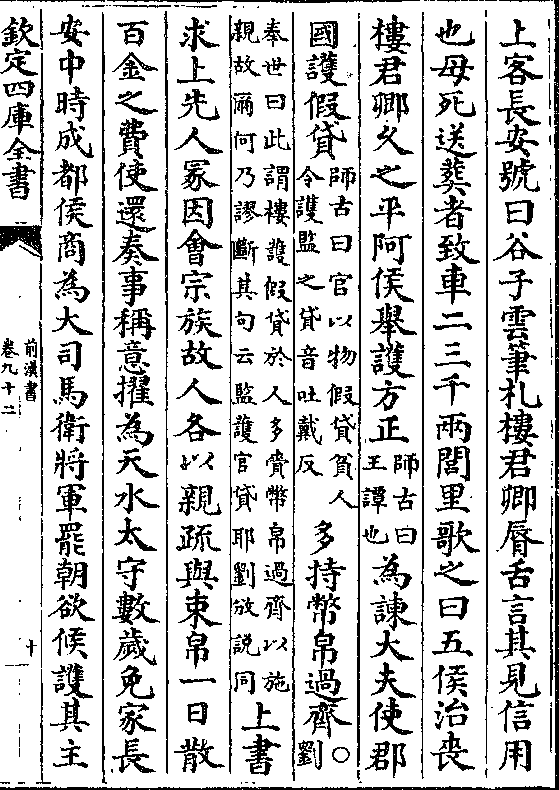 上客長安號曰谷子雲筆札樓君卿脣舌言其見信用
也母死送葬者致車二三千兩閭里歌之曰五侯治喪
樓君卿乆之平阿侯舉護方正師古曰王譚也為諫大夫使郡
國護假貸師古曰官以物假貸貧人令護監之貸音吐戴反多持幣帛過齊○劉
奉世曰此謂樓護假貸於人多賫幣帛過齊以施親故爾何乃謬斷其句云監護官貸耶劉攽説同上書
求上先人冢因㑹宗族故人各以親疏與束帛一日散
百金之費使還奏事稱意擢為天水太守數歲免家長
安中時成都侯商為大司馬衛將軍罷朝欲候護其主
欽定四庫全書
前漢書
卷九十二
十